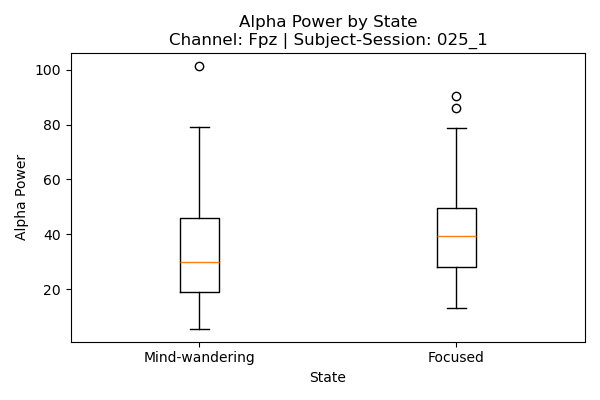 Alpha Power by State
Channel: Fpz | Subject-Session: 025_1
100
80
60
40
20
Alpha Power
Mind-wandering
Focused
State